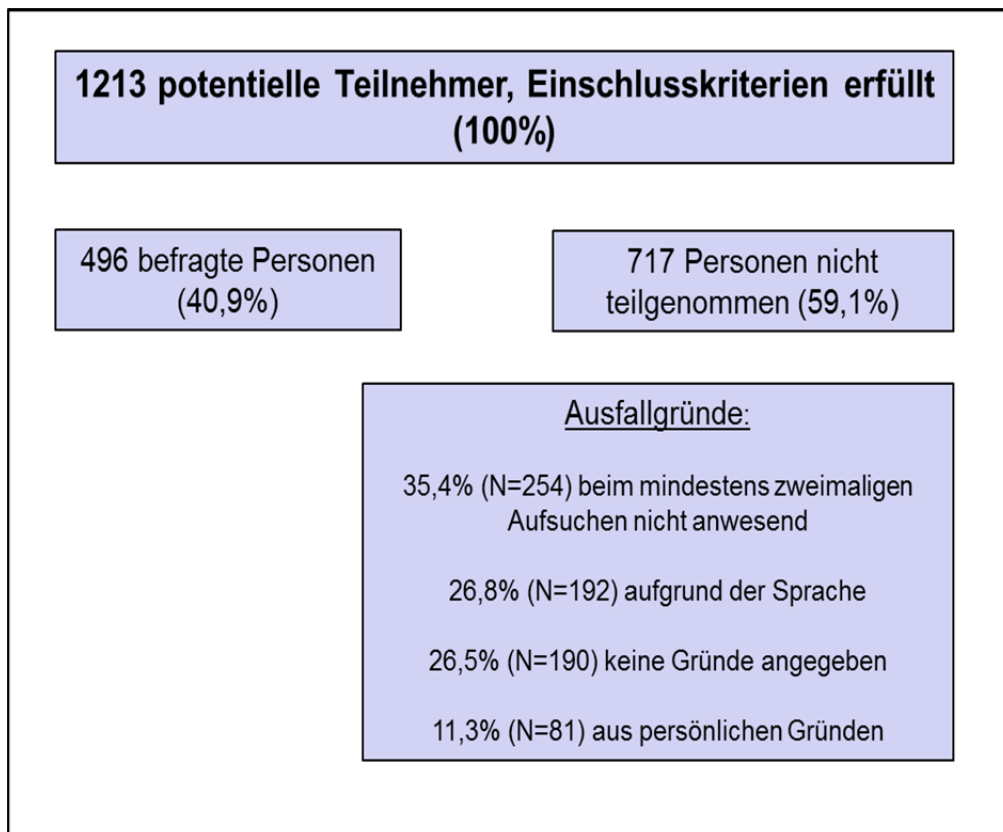 1213 potentielle Teilnehmer, Einschlusskriterien erfüllt
(100%)
496 befragte Personen
(40,9%)
717 Personen nicht
teilgenommen (59,1%)
Ausfallgründe:
35,4% (N=254) beim mindestens zweimaligen
Aufsuchen nicht anwesend
26,8% (N=192) aufgrund der Sprache
26,5% (N=190) keine Gründe angegeben
11,3% (N=81) aus persönlichen Gründen